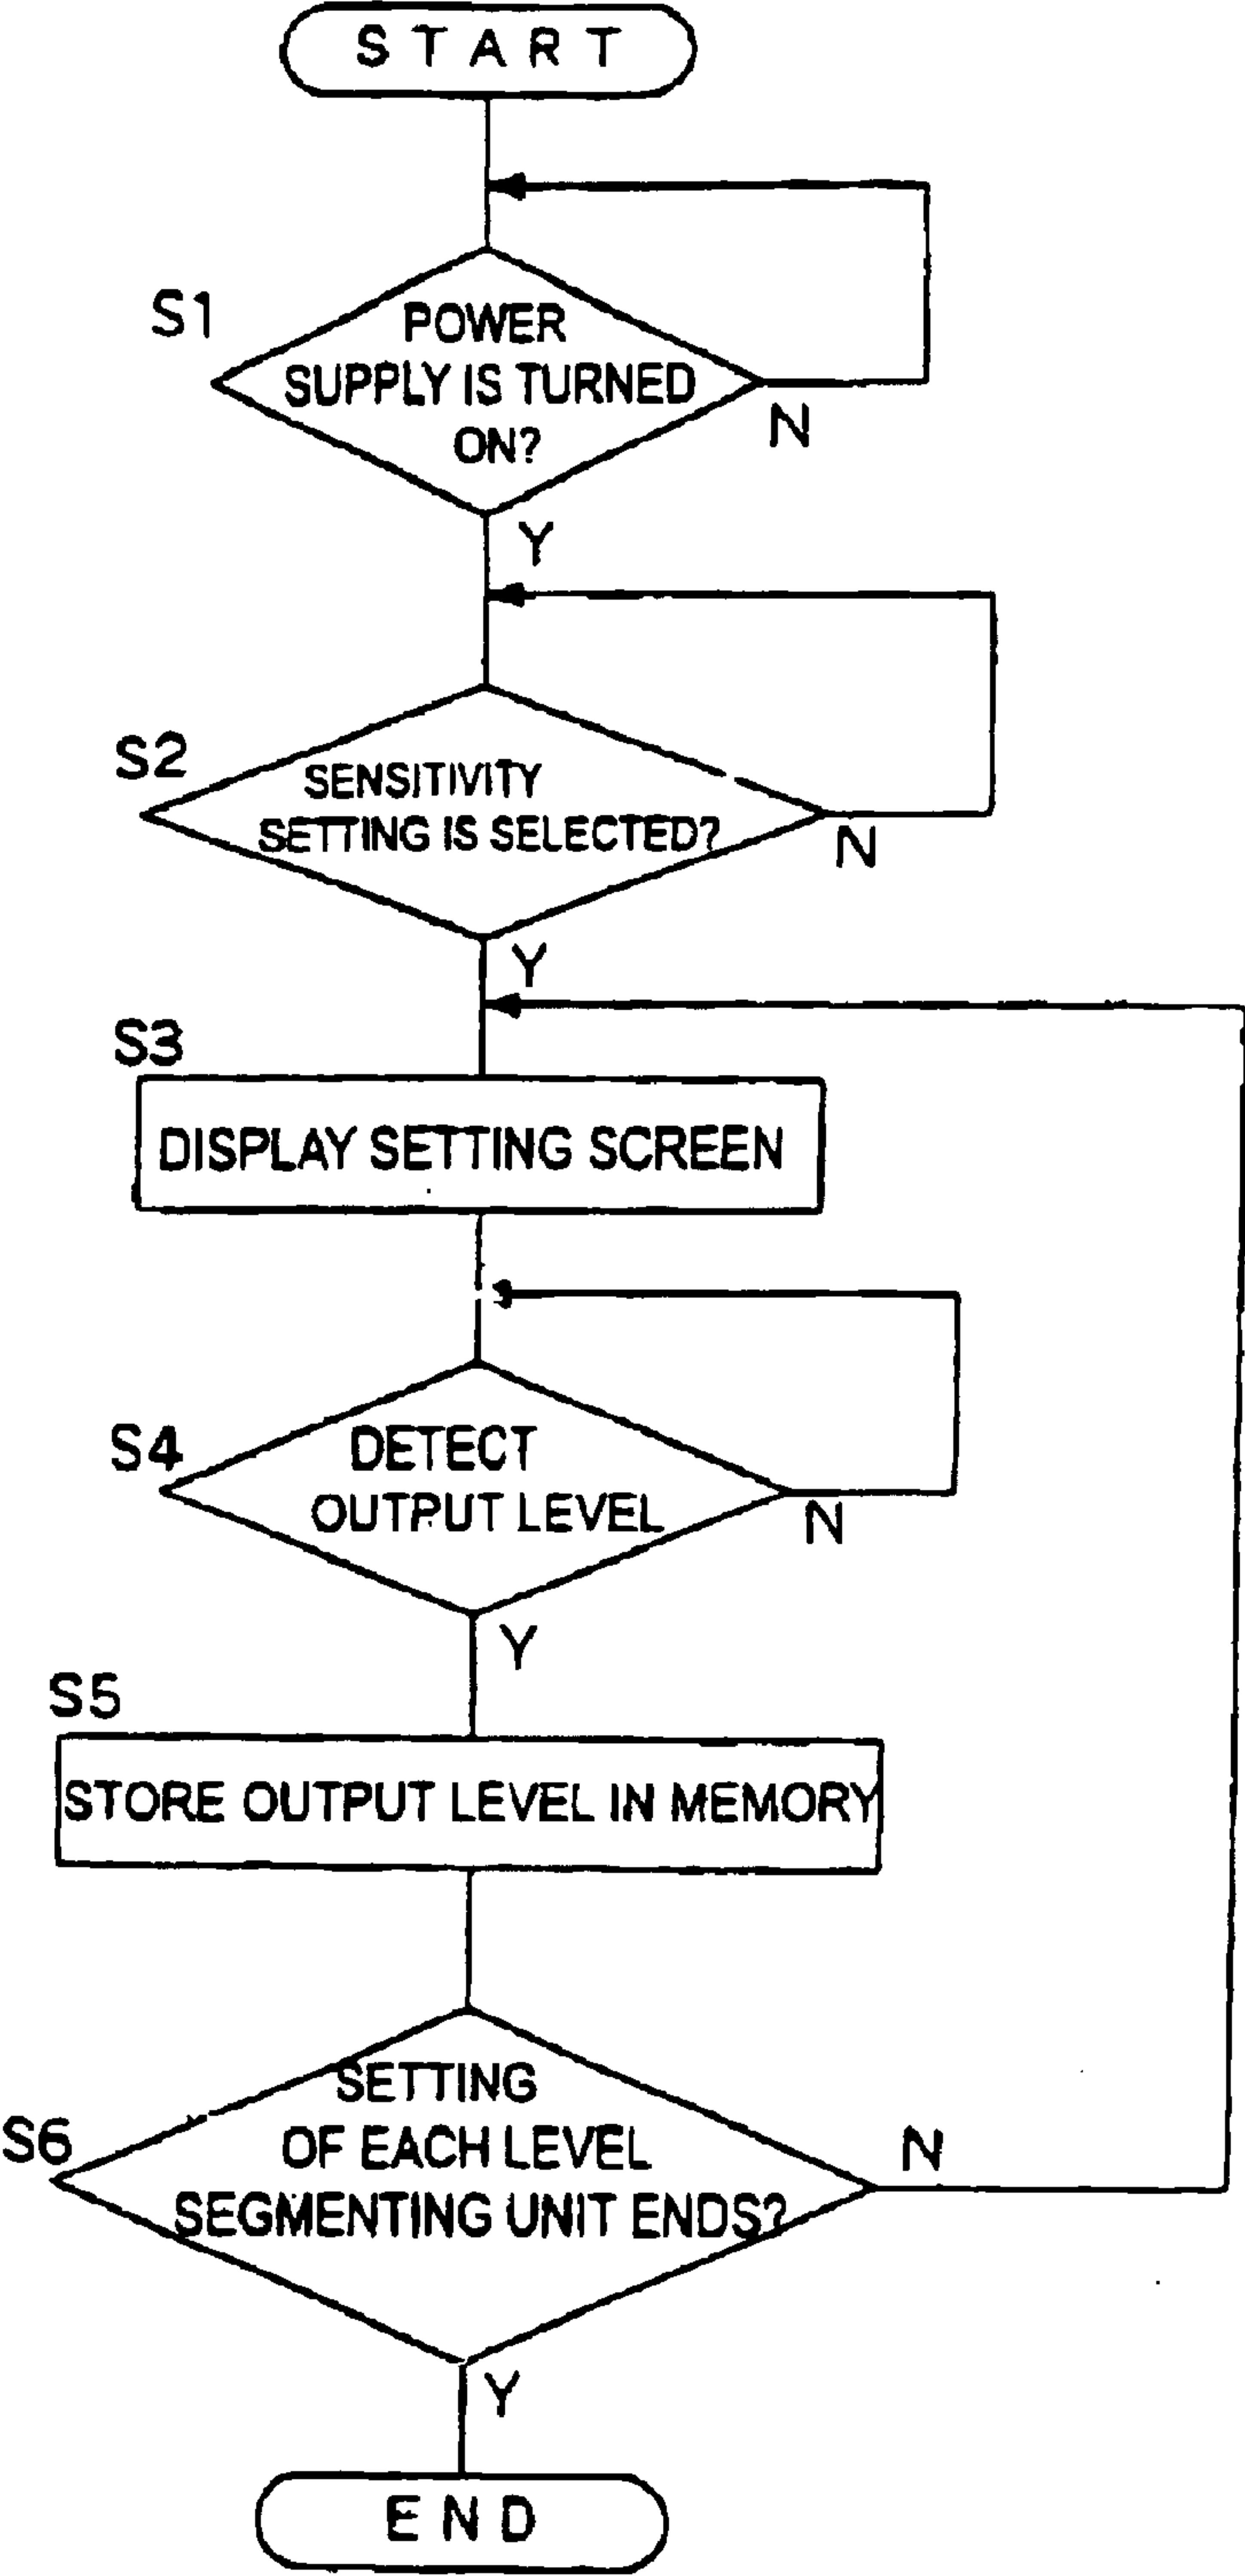 START
S1
POWER
SUPPLY IS TURNED
ON?
N
Y
S2
SENSITIVITY
SETTING IS SELECTED?
N
Y
S3
DISPLAY SETTING SCREEN
S4
DETECT
OUTPUT LEVEL
N
Y
S5
STORE OUTPUT LEVEL IN MEMORY
S6
SETTING
OF EACH LEVEL
SEGMENTING UNIT ENDS?
N
Y
END